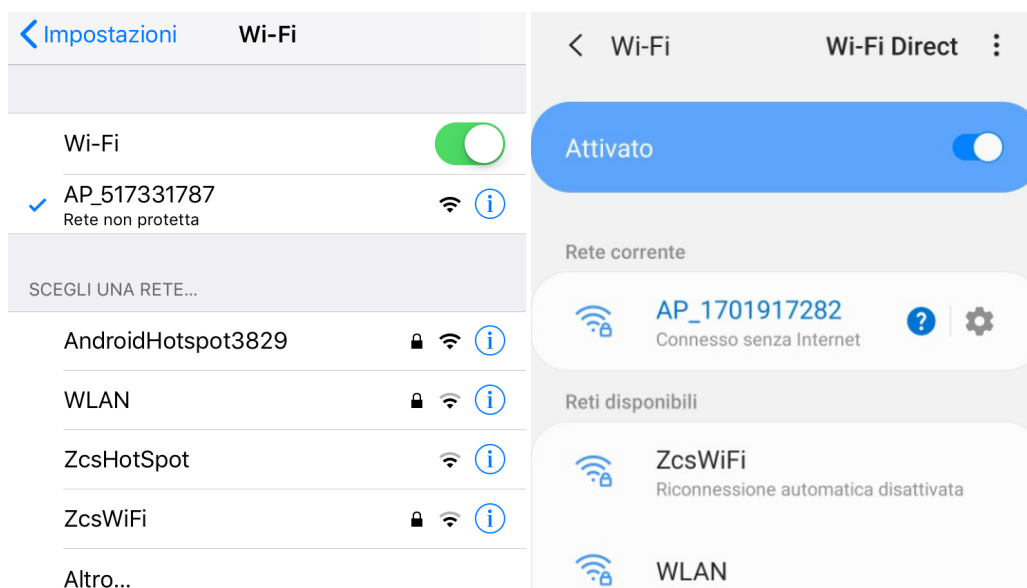 Impostazioni
Wi-Fi
Wi-Fi
AP_517331787
Rete non protetta
SCEGLI UNA RETE...
AndroidHotspot3829
WLAN
ZcsHotSpot
ZcsWiFi
Altro...
Wi-Fi
Wi-Fi Direct
Attivato
Rete corrente
AP_1701917282
Connesso senza Internet
Reti disponibili
ZcsWiFi
Riconnessione automatica disattivata
WLAN